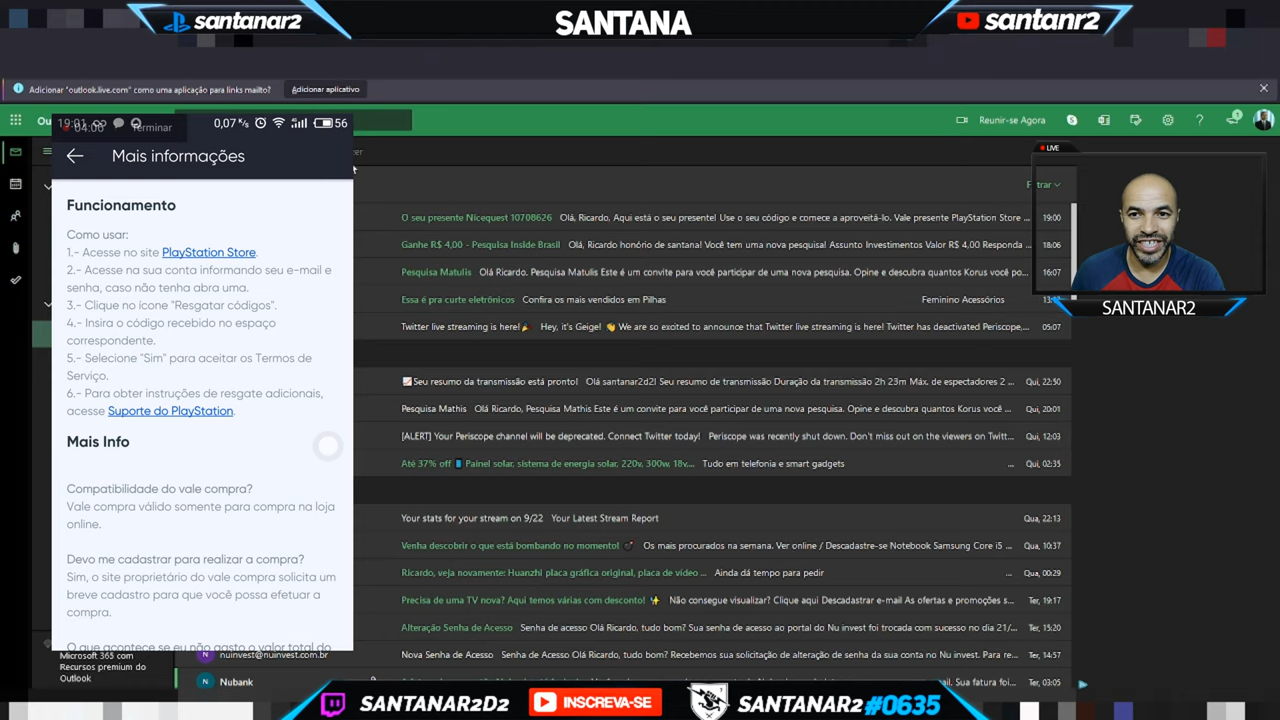 santanar2
SANTANA
santanr2
Adicionar "outlook.live.com" como uma aplicação para links mailto?
Adicionar aplicativo
Ou
Reunir-se Agora
19:01
04:06
Terminar
0,07 K/s
56
Mais informações
Funcionamento
Como usar:
1.- Acesse no site PlayStation Store.
2.- Acesse na sua conta informando seu e-mail e
senha, caso não tenha abra uma.
3.- Clique no ícone "Resgatar códigos".
4.- Insira o código recebido no espaço
correspondente.
5.- Selecione "Sim" para aceitar os Termos de
Serviço.
6.- Para obter instruções de resgate adicionais,
acesse Suporte do PlayStation.
Mais Info
Compatibilidade do vale compra?
Vale compra válido somente para compra na loja
online.
Devo me cadastrar para realizar a compra?
Sim, o site proprietário do vale compra solicita um
breve cadastro para que você possa efetuar a
compra.
O que acontece se eu não gasto o valor total do
Microsoft 365 com
Recursos premium do
Outlook
LIVE
SANTANAR2
O seu presente Nicequest 10708626 Olá, Ricardo, Aqui está o seu presente! Use o seu código e comece a aproveitá-lo. Vale presente PlayStation Store ... 19:00
Ganhe R$ 4,00 - Pesquisa Inside Brasil Olá, Ricardo honório de santana! Você tem uma nova pesquisa! Assunto Investimentos Valor R$ 4,00 Responda ... 18:06
Pesquisa Matulis Olá Ricardo. Pesquisa Matulis Este é um convite para você participar de uma nova pesquisa. Opine e descubra quantos Korus você po... 16:07
Essa é pra curte eletrônicos Confira os mais vendidos em Pilhas Feminino Acessórios
Twitter live streaming is here! Hey, it's Geige! We are so excited to announce that Twitter live streaming is here! Twitter has deactivated Periscope,... 05:07
Seu resumo da transmissão está pronto! Olá santanar2d2! Seu resumo de transmissão Duração da transmissão 2h 23m Máx. de espectadores 2 ... Qui, 22:50
Pesquisa Mathis Olá Ricardo, Pesquisa Mathis Este é um convite para você participar de uma nova pesquisa. Opine e descubra quantos Korus você ... Qui, 20:01
[ALERT] Your Periscope channel will be deprecated. Connect Twitter today! Periscope was recently shut down. Don't miss out on the viewers on Twitt... Qui, 12:03
Até 37% off Painel solar, sistema de energia solar, 220v, 300w, 18v,... Tudo em telefonia e smart gadgets ... Qui, 02:35
Your stats for your stream on 9/22 Your Latest Stream Report Qua, 22:13
Venha descobrir o que está bombando no momento! Os mais procurados na semana. Ver online / Descadastre-se Notebook Samsung Core i5 ... Qua, 10:37
Ricardo, veja novamente: Huanzhi placa gráfica original, placa de vídeo ... Ainda dá tempo para pedir ... Qua, 00:29
Precisa de uma TV nova? Aqui temos várias com desconto! Não consegue visualizar? Clique aqui Descadastrar e-mail As ofertas e promoções s... Ter, 19:17
Alteração Senha de Acesso Senha de acesso Olá Ricardo, tudo bom? Sua senha de acesso ao portal do Nu invest foi trocada com sucesso no dia 21/... Ter, 15:20
N nuinvest@nuinvest.com.br Nova Senha de Acesso Olá Ricardo, tudo bom? Recebemos sua solicitação de alteração de senha da sua conta no Nu invest. Para re... Ter, 14:57
N Nubank
Sua fatura foi ... Ter, 03:05
SANTANAR2D2
INSCREVA-SE
SANTANAR2#0635